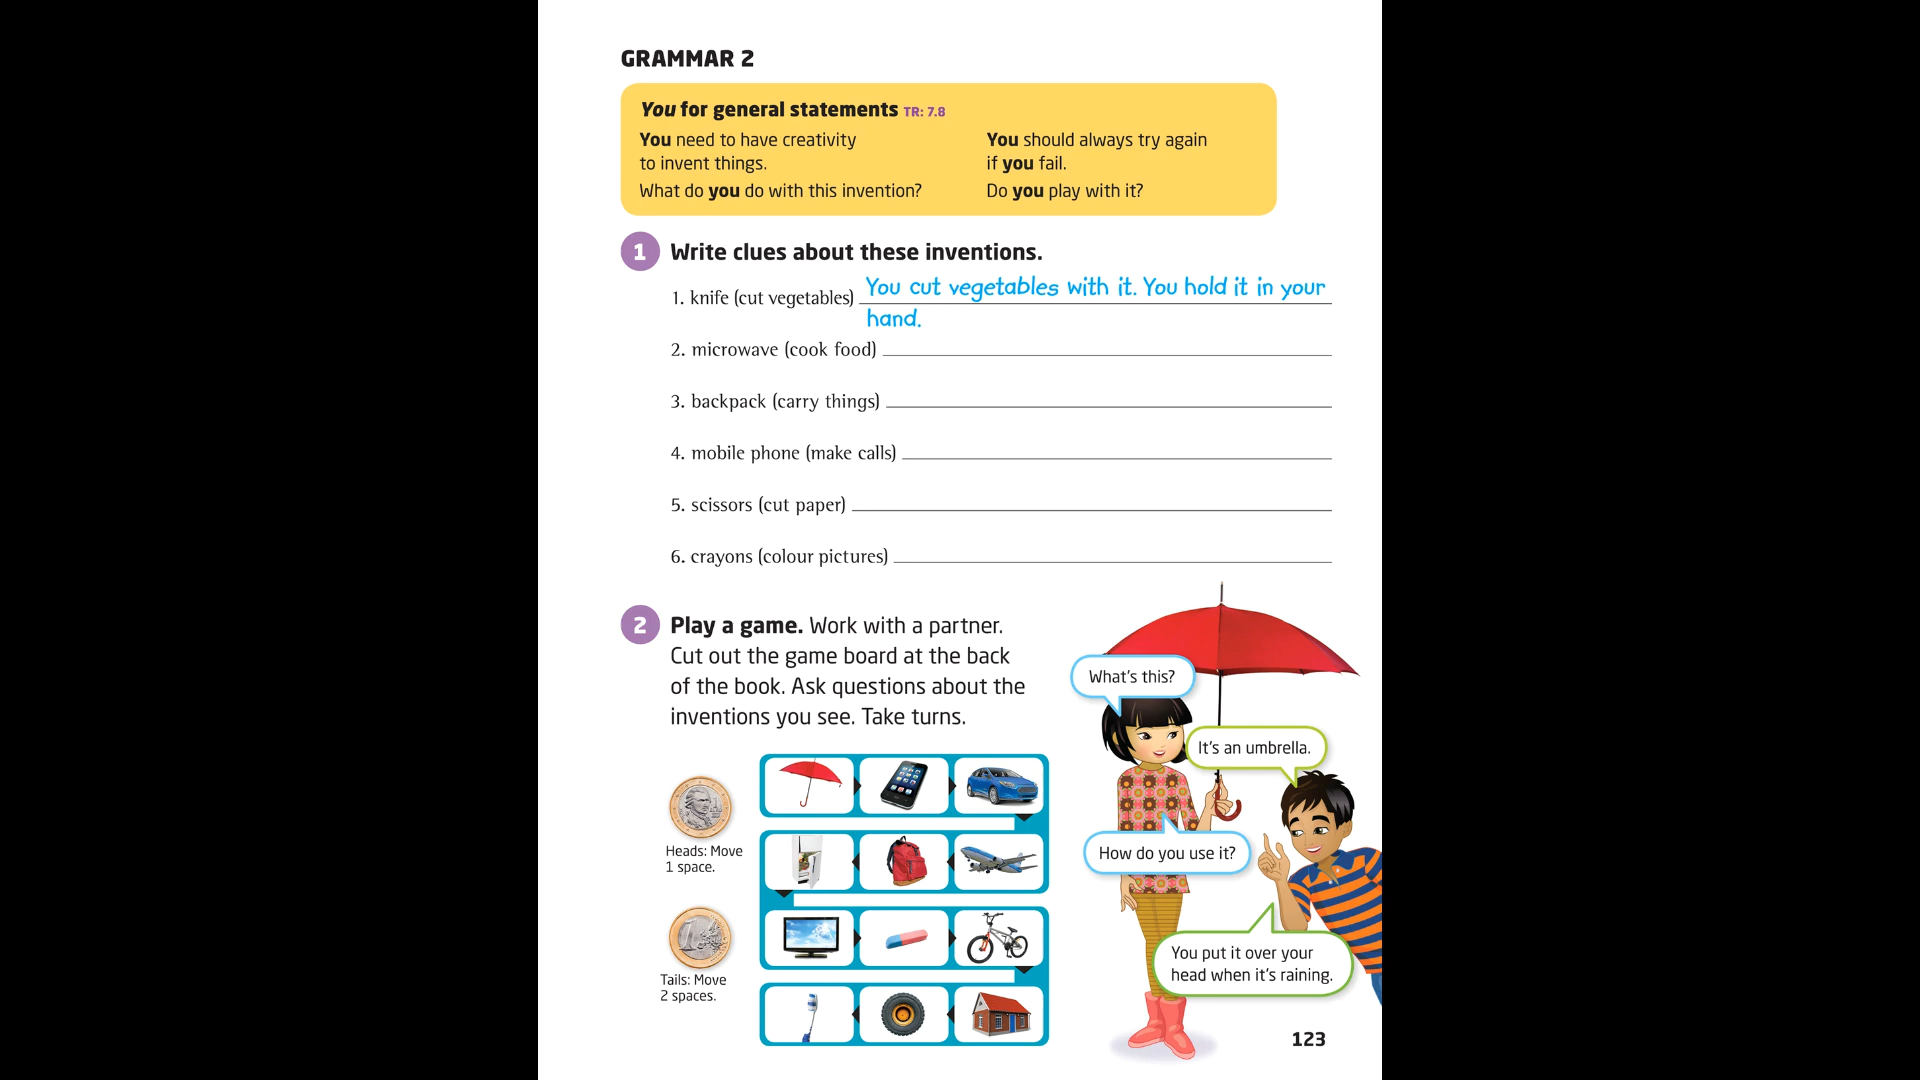 GRAMMAR 2
You for general statements TR: 7.8
You need to have creativity
to invent things.
What do you do with this invention?
You should always try again
if you fail.
Do you play with it?
1 Write clues about these inventions.
1. knife (cut vegetables) You cut vegetables with it. You hold it in your
hand.
2. microwave (cook food)
3. backpack (carry things)
4. mobile phone (make calls)
5. scissors (cut paper)
6. crayons (colour pictures)
2 Play a game. Work with a partner.
Cut out the game board at the back
of the book. Ask questions about the
inventions you see. Take turns.
What's this?
It's an umbrella.
How do you use it?
You put it over your
head when it's raining.
Heads: Move
1 space.
Tails: Move
2 spaces.
123